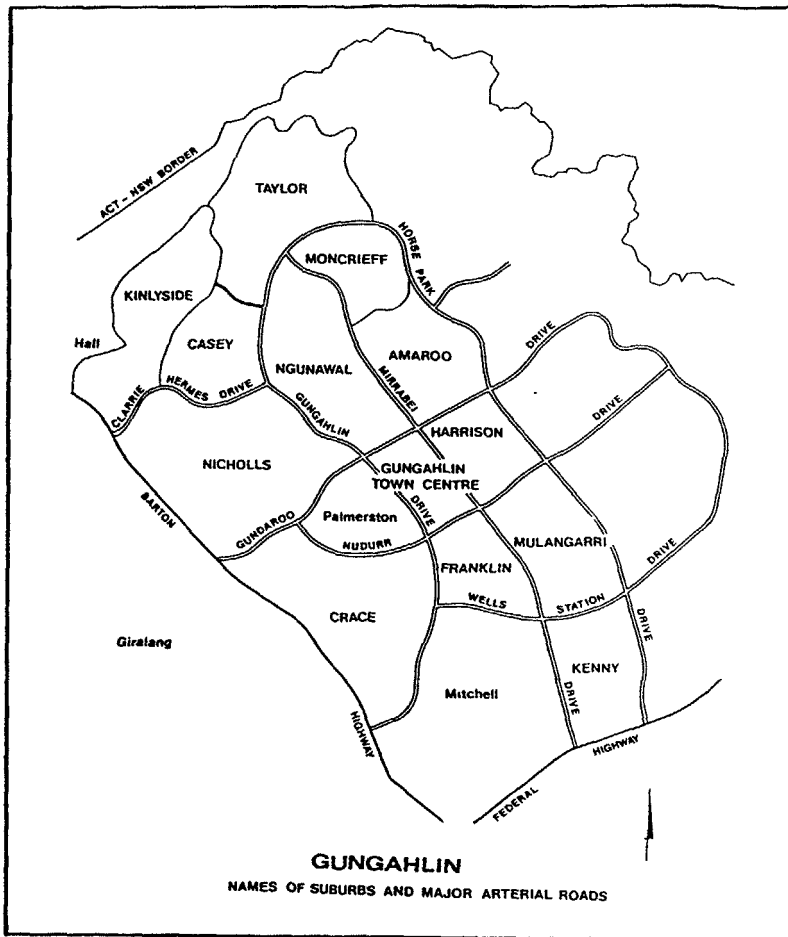 ACT – NSW BORDER
TAYLOR
HORSE PARK
MONCRIEFF
KINLYSIDE
Hall
CASEY
NGUNAWAL
AMAROO
DRIVE
CLARRIE HERMES DRIVE
MIRRABEI
GUNGAHLIN
DRIVE
HARRISON
NICHOLLS
GUNGAHLIN
TOWN CENTRE
BARTON
DRIVE
Palmerston
GUNDAROO
NUDURR
MULANGARRI
FRANKLIN
DRIVE
WELLS STATION
CRACE
DRIVE
Giralang
KENNY
Mitchell
DRIVE
HIGHWAY
HIGHWAY
FEDERAL
GUNGAHLIN
NAMES OF SUBURBS AND MAJOR ARTERIAL ROADS